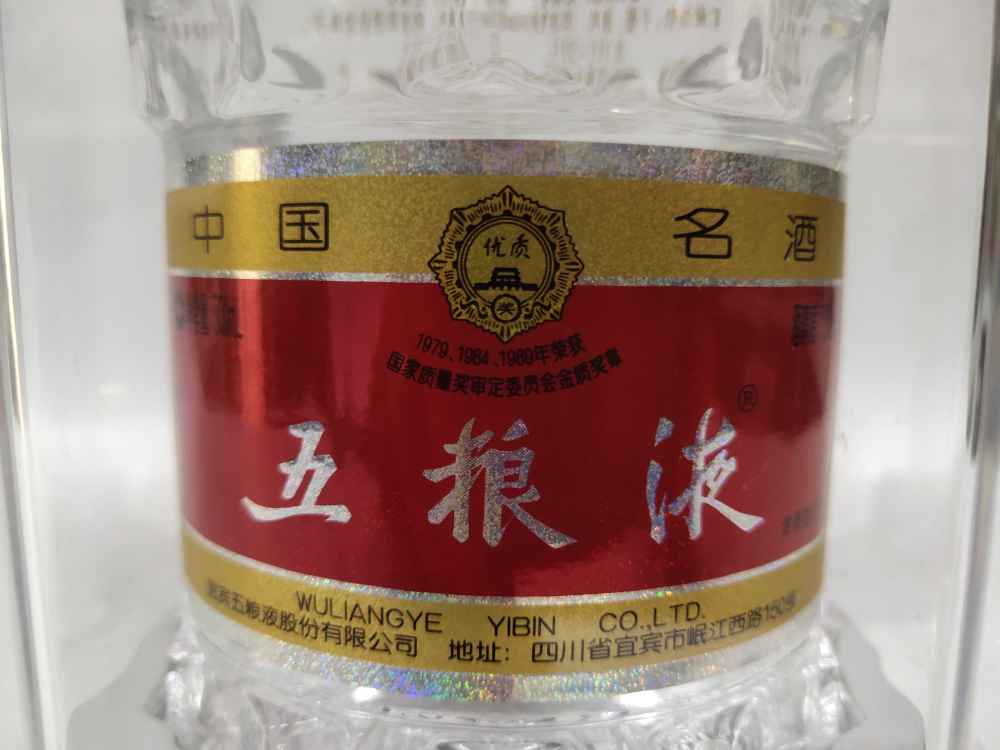 中国 名酒
优质
奖
1979、1984、1989年荣获
国家质量奖审定委员会金质奖章
五粮液®
WULIANGYE YIBIN CO.,LTD.
宜宾五粮液股份有限公司 地址：四川省宜宾市岷江西路150号